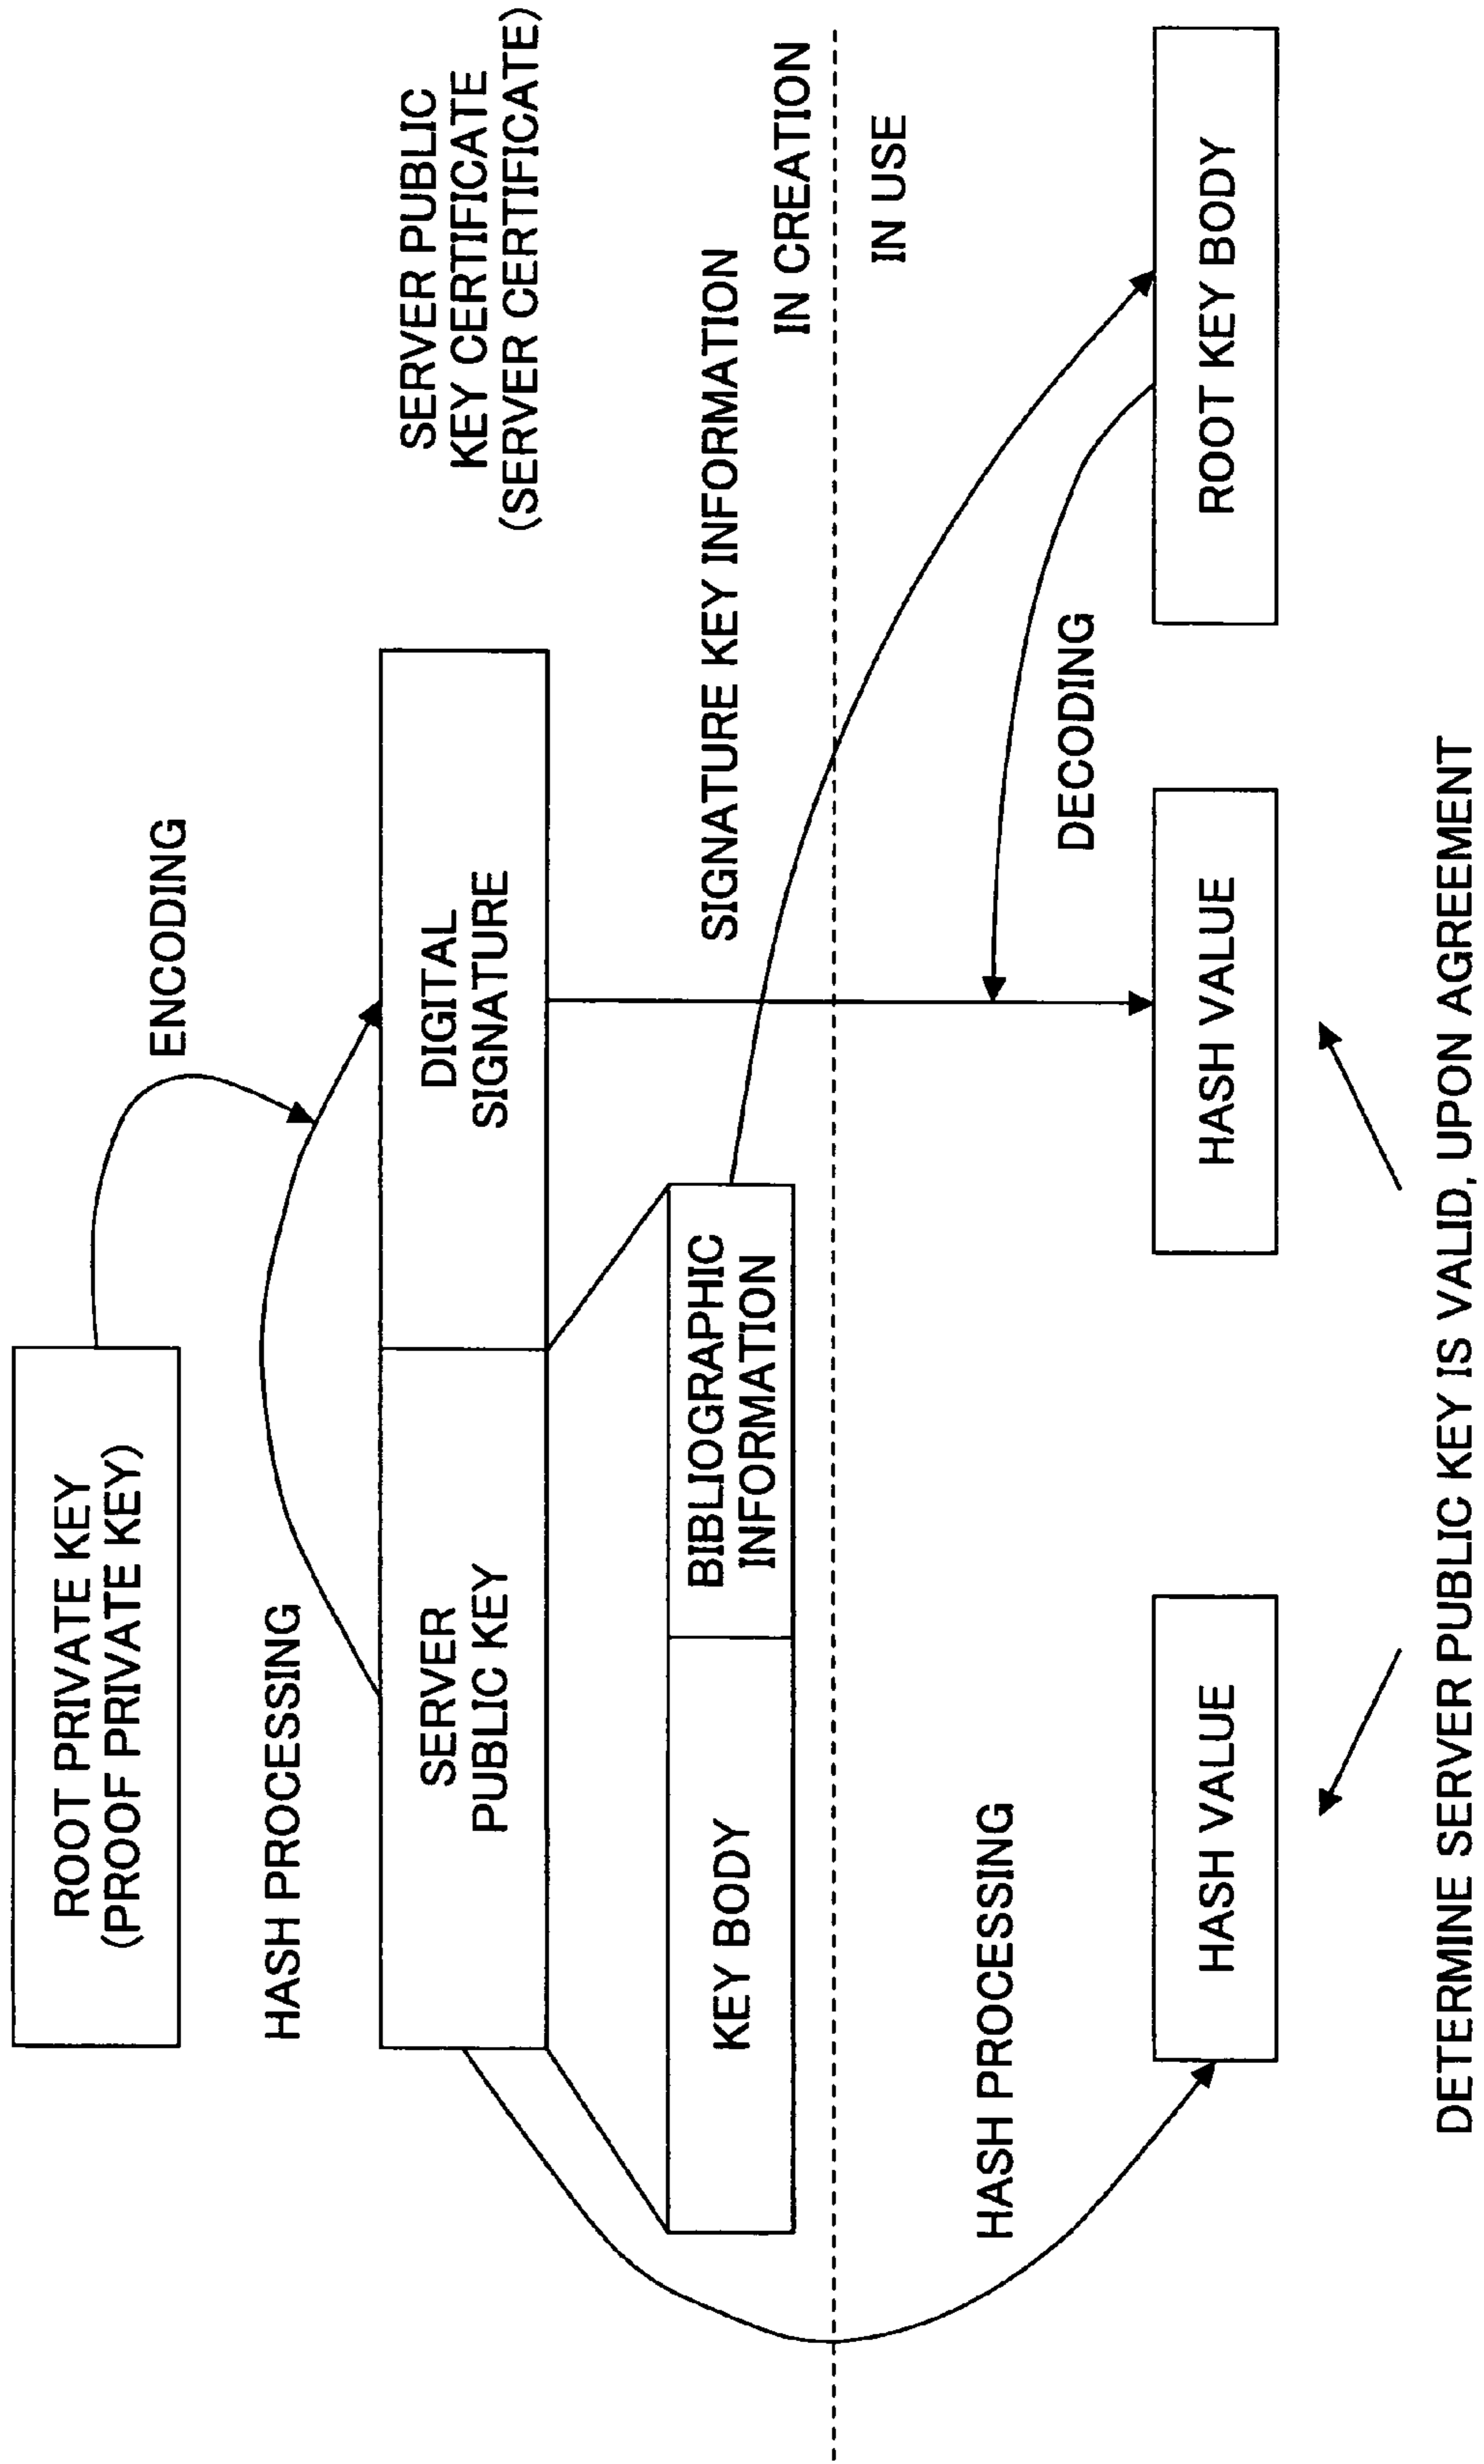 ROOT PRIVATE KEY
(PROOF PRIVATE KEY)
ENCODING
HASH PROCESSING
SERVER PUBLIC
KEY CERTIFICATE
(SERVER CERTIFICATE)
SERVER
PUBLIC KEY
DIGITAL
SIGNATURE
KEY BODY
BIBLIOGRAPHIC
INFORMATION
SIGNATURE KEY INFORMATION
IN CREATION
IN USE
HASH PROCESSING
DECODING
HASH VALUE
HASH VALUE
ROOT KEY BODY
DETERMINE SERVER PUBLIC KEY IS VALID, UPON AGREEMENT